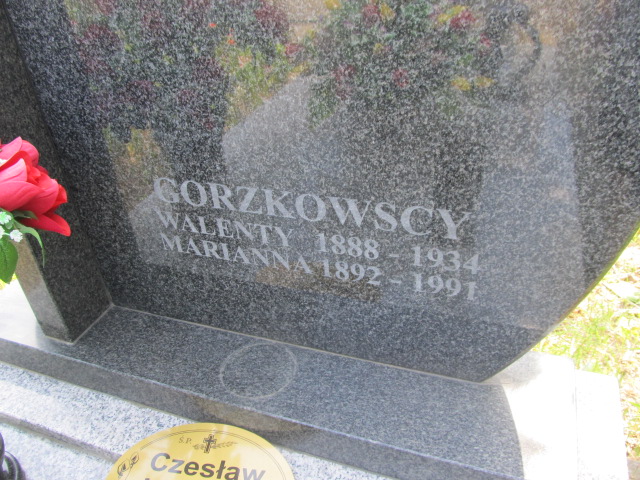 GORZKOWSCY
WALENTY 1888 - 1934
MARIANNA 1892 - 1991
Ś.P.
Czesław